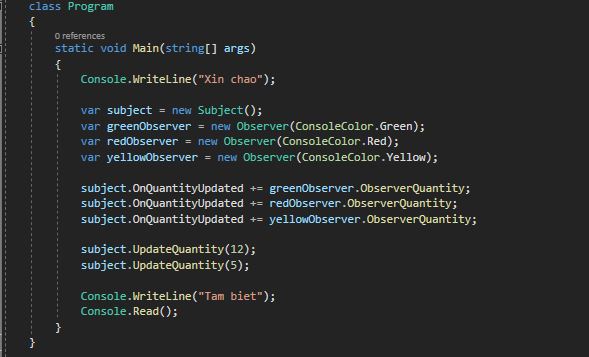 class Program
{
0 references
static void Main(string[] args)
{
Console.WriteLine("Xin chao");
var subject = new Subject();
var greenObserver = new Observer(ConsoleColor.Green);
var redObserver = new Observer(ConsoleColor.Red);
var yellowObserver = new Observer(ConsoleColor.Yellow);
subject.OnQuantityUpdated += greenObserver.ObserverQuantity;
subject.OnQuantityUpdated += redObserver.ObserverQuantity;
subject.OnQuantityUpdated += yellowObserver.ObserverQuantity;
subject.UpdateQuantity(12);
subject.UpdateQuantity(5);
Console.WriteLine("Tam biet");
Console.Read();
}
}